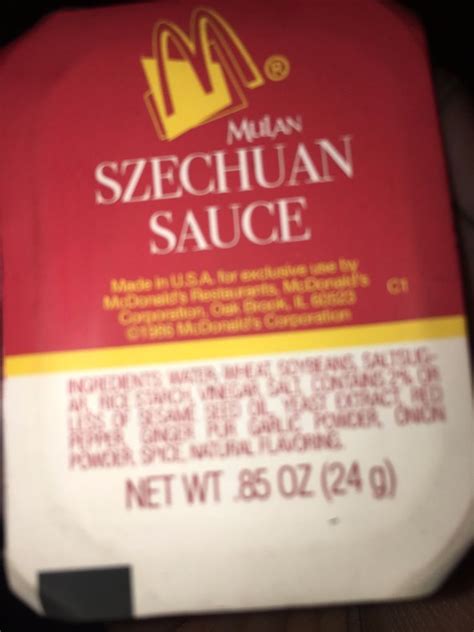 ®
MULAN
SZECHUAN
SAUCE
Made in U.S.A. for exclusive use by
McDonald's Restaurants, McDonald's
Corporation, Oak Brook, IL 60523
McDonald's Corporation
C1
INGREDIENTS: WATER, WHEAT, SOYBEANS, SALT, SUG-
AR, RICE STARCH, VINEGAR, SALT, CONTAINS 2% OR
LESS OF SESAME SEED OIL, YEAST EXTRACT, RED
PEPPER, GINGER PUR GARLIC POWDER, ONION
POWDER, SPICE, NATURAL FLAVORING.
NET WT .85 OZ (24 g)